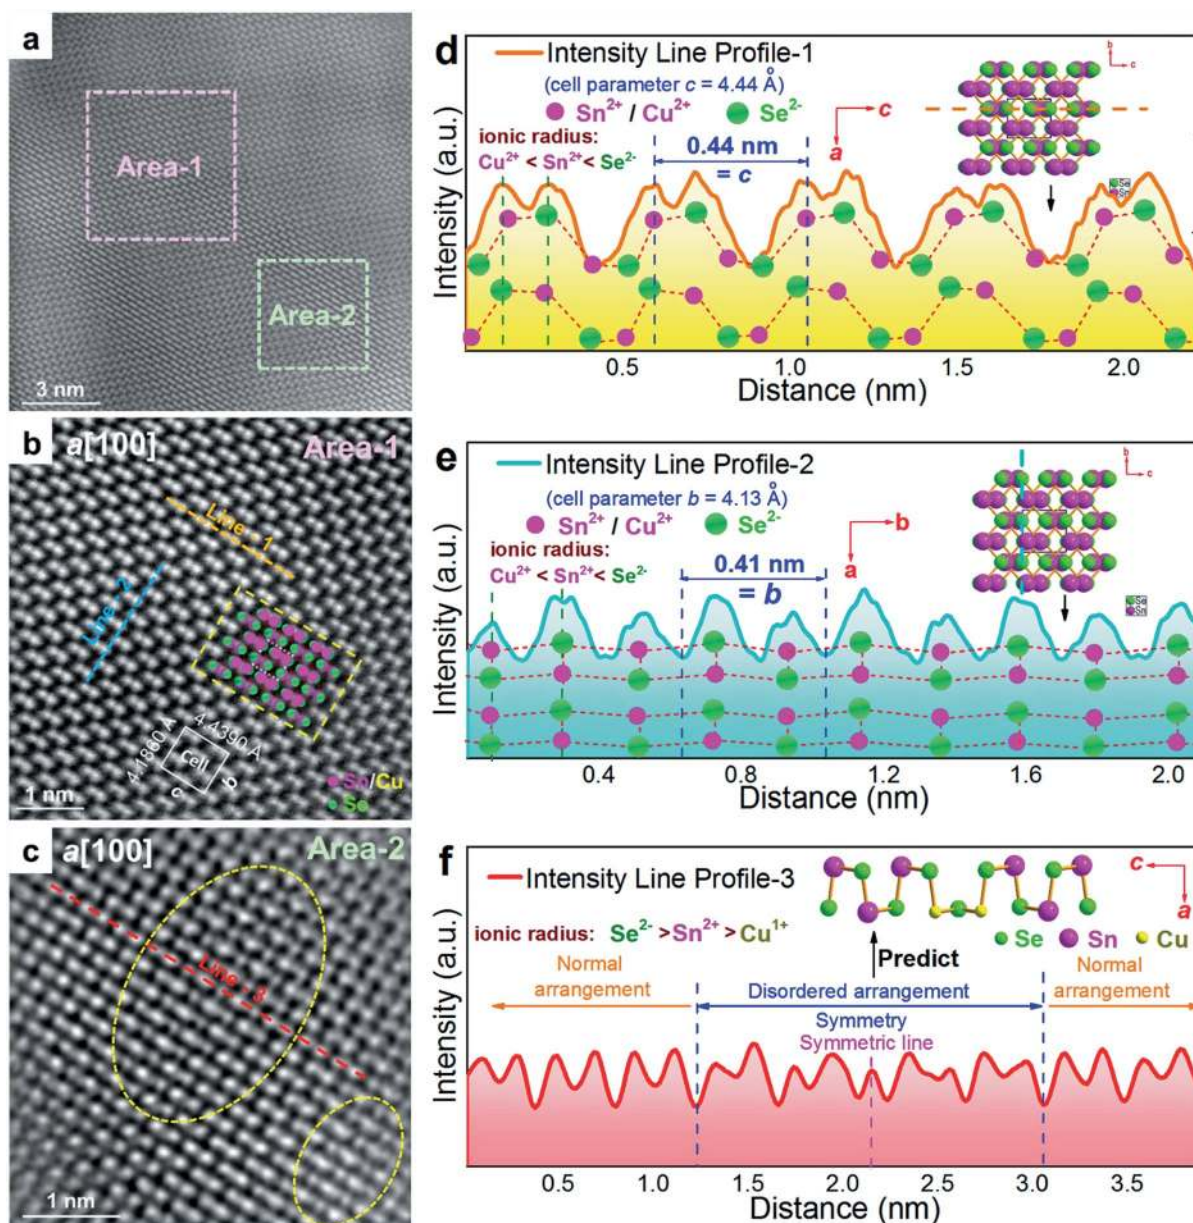 a
Area-1
Area-2
3 nm
b
a[100]
Area-1
Line - 1
Line - 2
4.4390 Å
4.1860 Å
Cell
b
c
Sn/Cu
Se
1 nm
c
a[100]
Area-2
Line - 3
1 nm
d
Intensity Line Profile-1
(cell parameter c = 4.44 Å)
Sn²⁺ / Cu²⁺ Se²⁻
ionic radius:
Cu²⁺ < Sn²⁺ < Se²⁻
0.44 nm
= c
c
a
b
c
Se
Sn
Intensity (a.u.)
0.5 1.0 1.5 2.0
Distance (nm)
e
Intensity Line Profile-2
(cell parameter b = 4.13 Å)
Sn²⁺ / Cu²⁺ Se²⁻
ionic radius:
Cu²⁺ < Sn²⁺ < Se²⁻
0.41 nm
= b
b
a
b
c
Se
Sn
Intensity (a.u.)
0.4 0.8 1.2 1.6 2.0
Distance (nm)
f
Intensity Line Profile-3
c
a
ionic radius: Se²⁻ > Sn²⁺ > Cu¹⁺
Se Sn Cu
Predict
Normal
arrangement
Disordered arrangement
Normal
arrangement
Symmetry
Symmetric line
Intensity (a.u.)
0.5 1.0 1.5 2.0 2.5 3.0 3.5
Distance (nm)